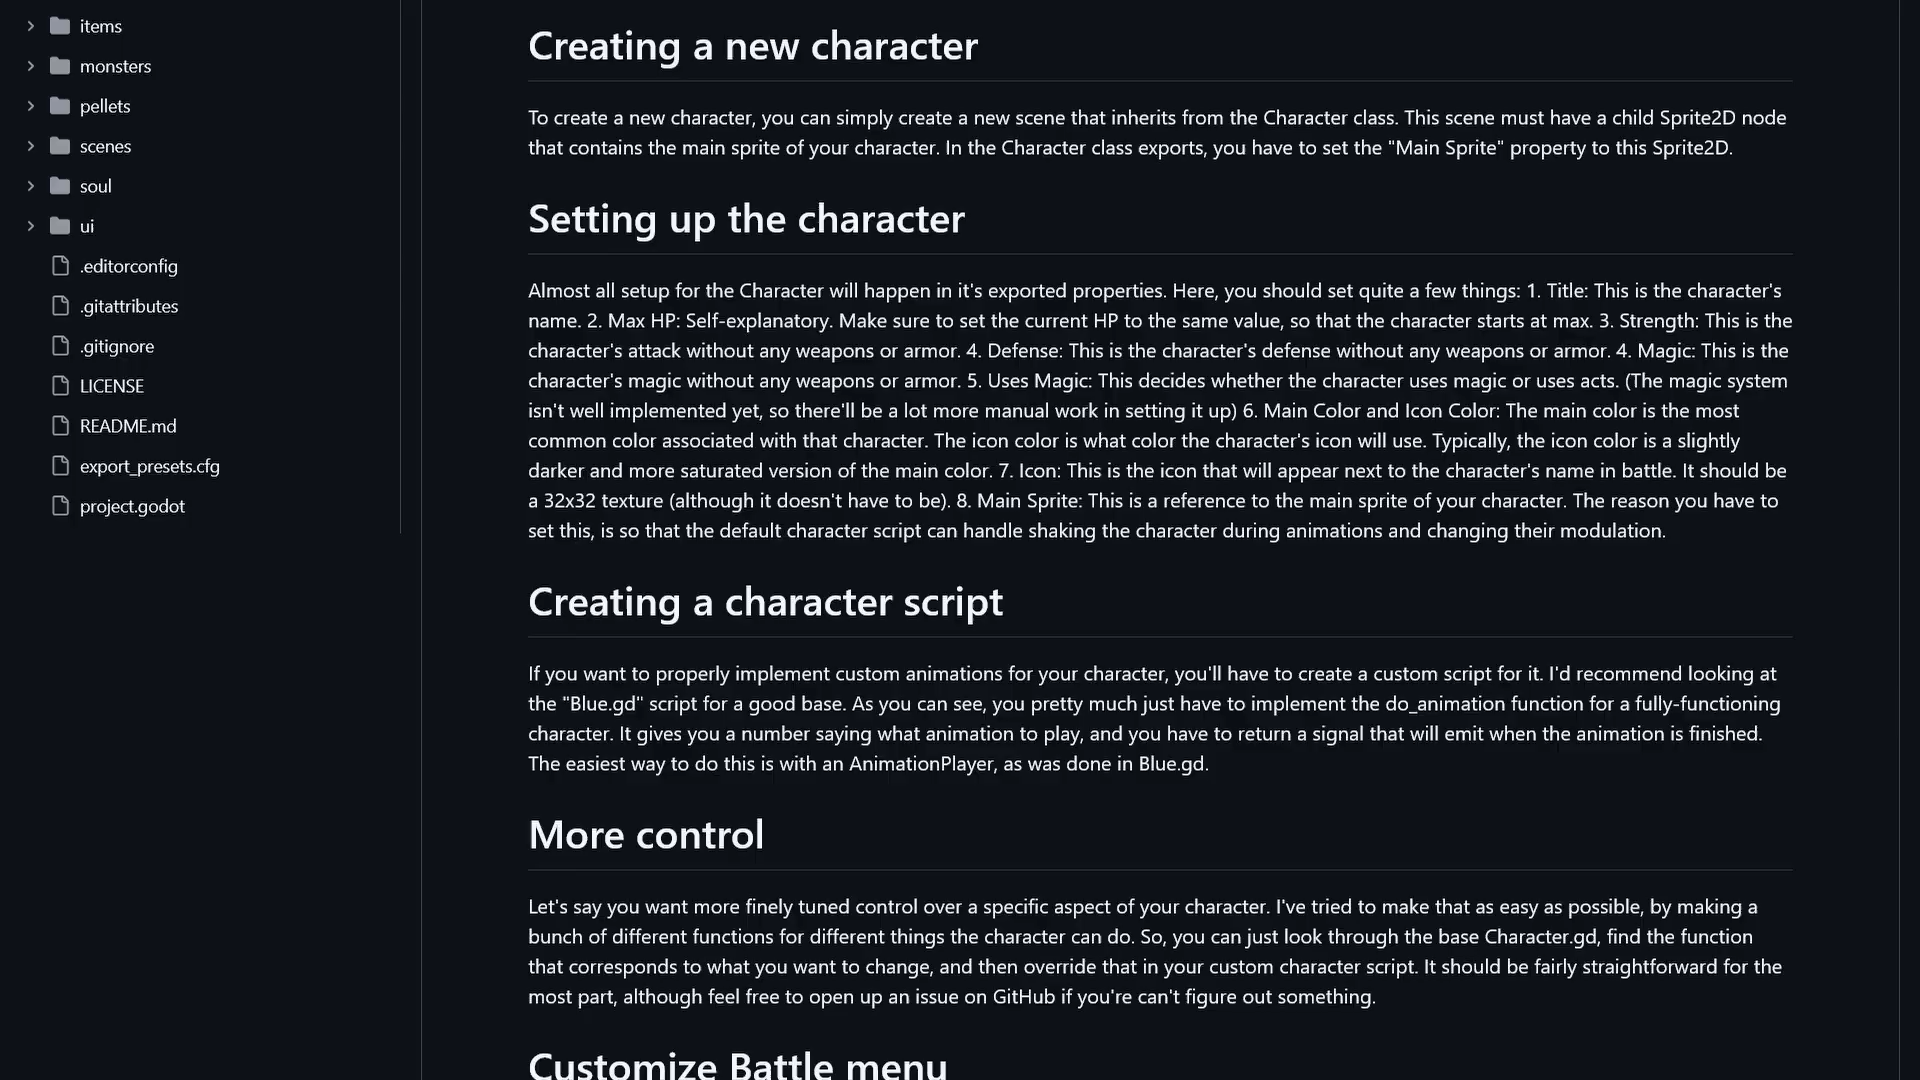 items
monsters
pellets
scenes
soul
ui
.editorconfig
.gitattributes
.gitignore
LICENSE
README.md
export_presets.cfg
project.godot
Creating a new character
To create a new character, you can simply create a new scene that inherits from the Character class. This scene must have a child Sprite2D node
that contains the main sprite of your character. In the Character class exports, you have to set the "Main Sprite" property to this Sprite2D.
Setting up the character
Almost all setup for the Character will happen in it's exported properties. Here, you should set quite a few things: 1. Title: This is the character's
name. 2. Max HP: Self-explanatory. Make sure to set the current HP to the same value, so that the character starts at max. 3. Strength: This is the
character's attack without any weapons or armor. 4. Defense: This is the character's defense without any weapons or armor. 4. Magic: This is the
character's magic without any weapons or armor. 5. Uses Magic: This decides whether the character uses magic or uses acts. (The magic system
isn't well implemented yet, so there'll be a lot more manual work in setting it up) 6. Main Color and Icon Color: The main color is the most
common color associated with that character. The icon color is what color the character's icon will use. Typically, the icon color is a slightly
darker and more saturated version of the main color. 7. Icon: This is the icon that will appear next to the character's name in battle. It should be
a 32x32 texture (although it doesn't have to be). 8. Main Sprite: This is a reference to the main sprite of your character. The reason you have to
set this, is so that the default character script can handle shaking the character during animations and changing their modulation.
Creating a character script
If you want to properly implement custom animations for your character, you'll have to create a custom script for it. I'd recommend looking at
the "Blue.gd" script for a good base. As you can see, you pretty much just have to implement the do_animation function for a fully-functioning
character. It gives you a number saying what animation to play, and you have to return a signal that will emit when the animation is finished.
The easiest way to do this is with an AnimationPlayer, as was done in Blue.gd.
More control
Let's say you want more finely tuned control over a specific aspect of your character. I've tried to make that as easy as possible, by making a
bunch of different functions for different things the character can do. So, you can just look through the base Character.gd, find the function
that corresponds to what you want to change, and then override that in your custom character script. It should be fairly straightforward for the
most part, although feel free to open up an issue on GitHub if you're can't figure out something.
Customize Battle menu